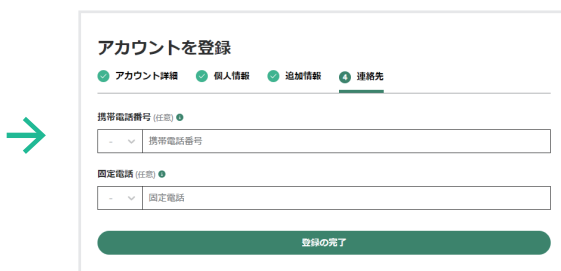 アカウントを登録
アカウント詳細 個人情報 追加情報 4 連絡先
携帯電話番号 (任意)
- 携帯電話番号
固定電話 (任意)
- 固定電話
登録の完了